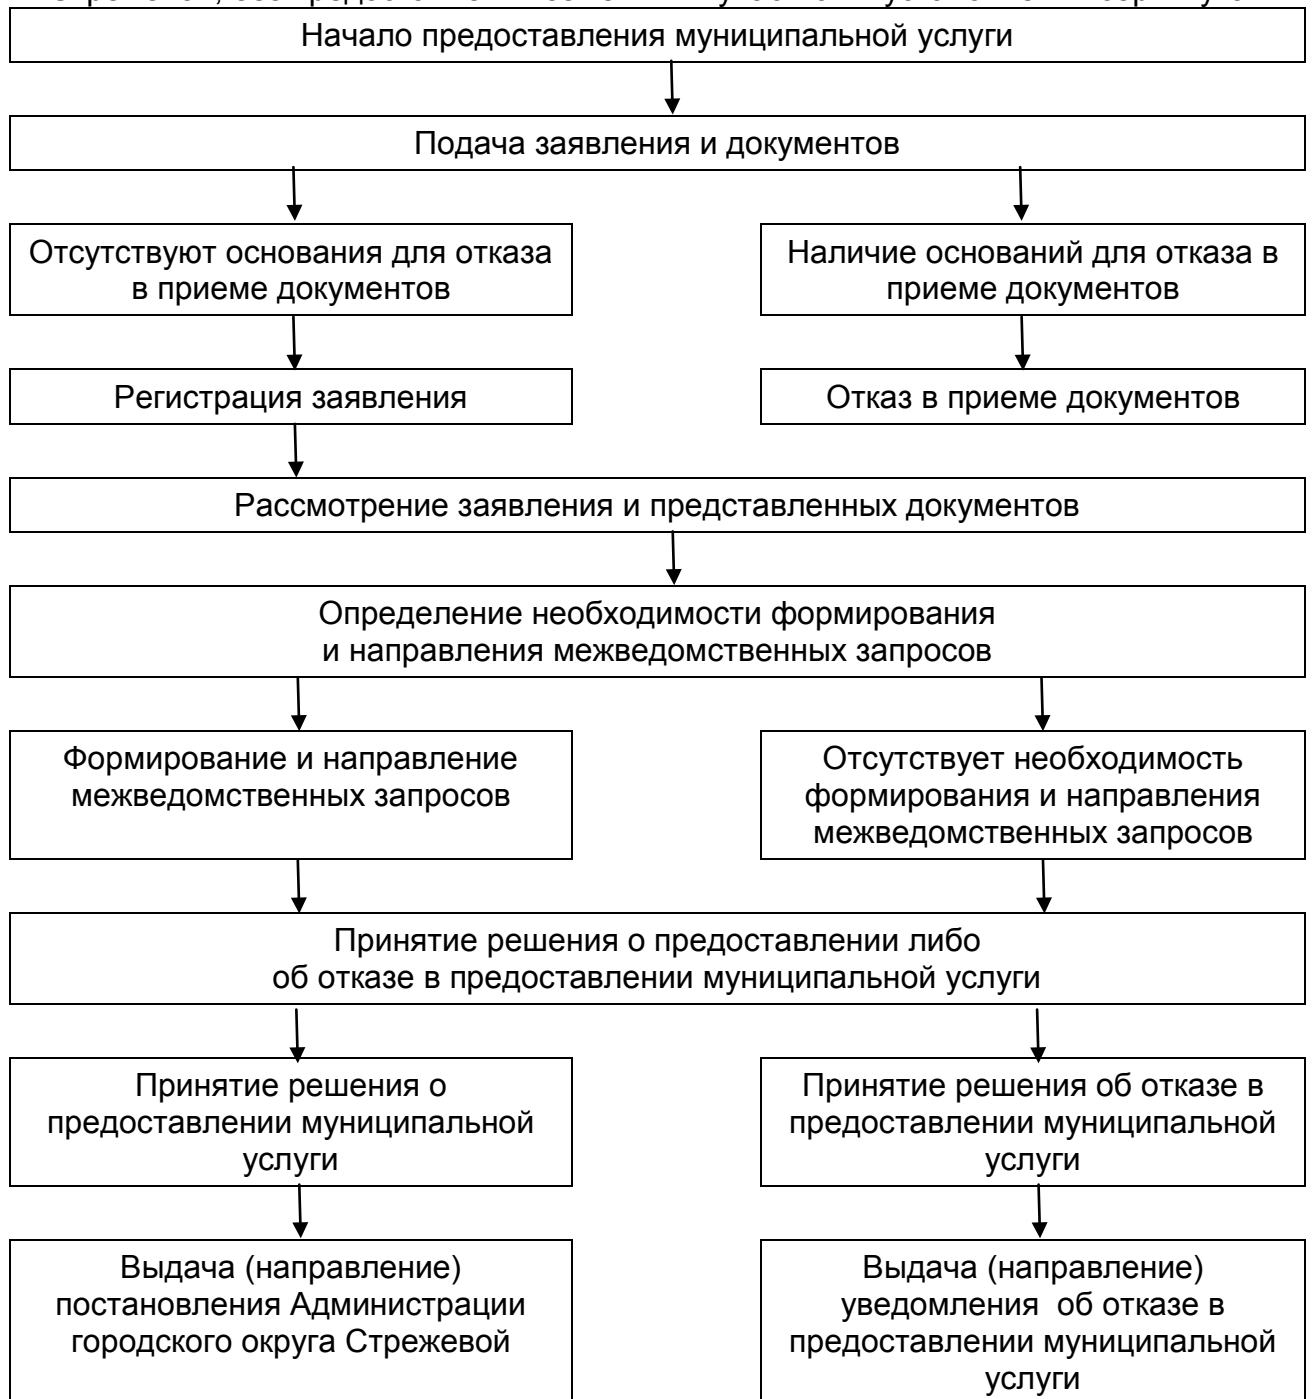 Начало предоставления муниципальной услуги
Подача заявления и документов
Отсутствуют основания для отказа
в приеме документов
Наличие оснований для отказа в
приеме документов
Регистрация заявления
Отказ в приеме документов
Рассмотрение заявления и представленных документов
Определение необходимости формирования
и направления межведомственных запросов
Формирование и направление
межведомственных запросов
Отсутствует необходимость
формирования и направления
межведомственных запросов
Принятие решения о предоставлении либо
об отказе в предоставлении муниципальной услуги
Принятие решения о
предоставлении муниципальной
услуги
Принятие решения об отказе в
предоставлении муниципальной
услуги
Выдача (направление)
постановления Администрации
городского округа Стрежевой
Выдача (направление)
уведомления об отказе в
предоставлении муниципальной
услуги